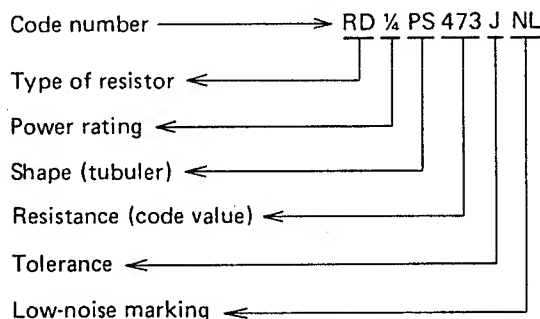 Code number RD ¼ PS 473 J NL
Type of resistor
Power rating
Shape (tubuler)
Resistance (code value)
Tolerance
Low-noise marking